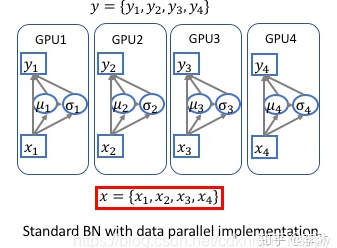 y = {y₁, y₂, y₃, y₄}
GPU1 GPU2 GPU3 GPU4
y₁ y₂ y₃ y₄
μ₁ σ₁ μ₂ σ₂ μ₃ σ₃ μ₄ σ₄
x₁ x₂ x₃ x₄
x = {x₁, x₂, x₃, x₄}
Standard BN with data parallel implementation